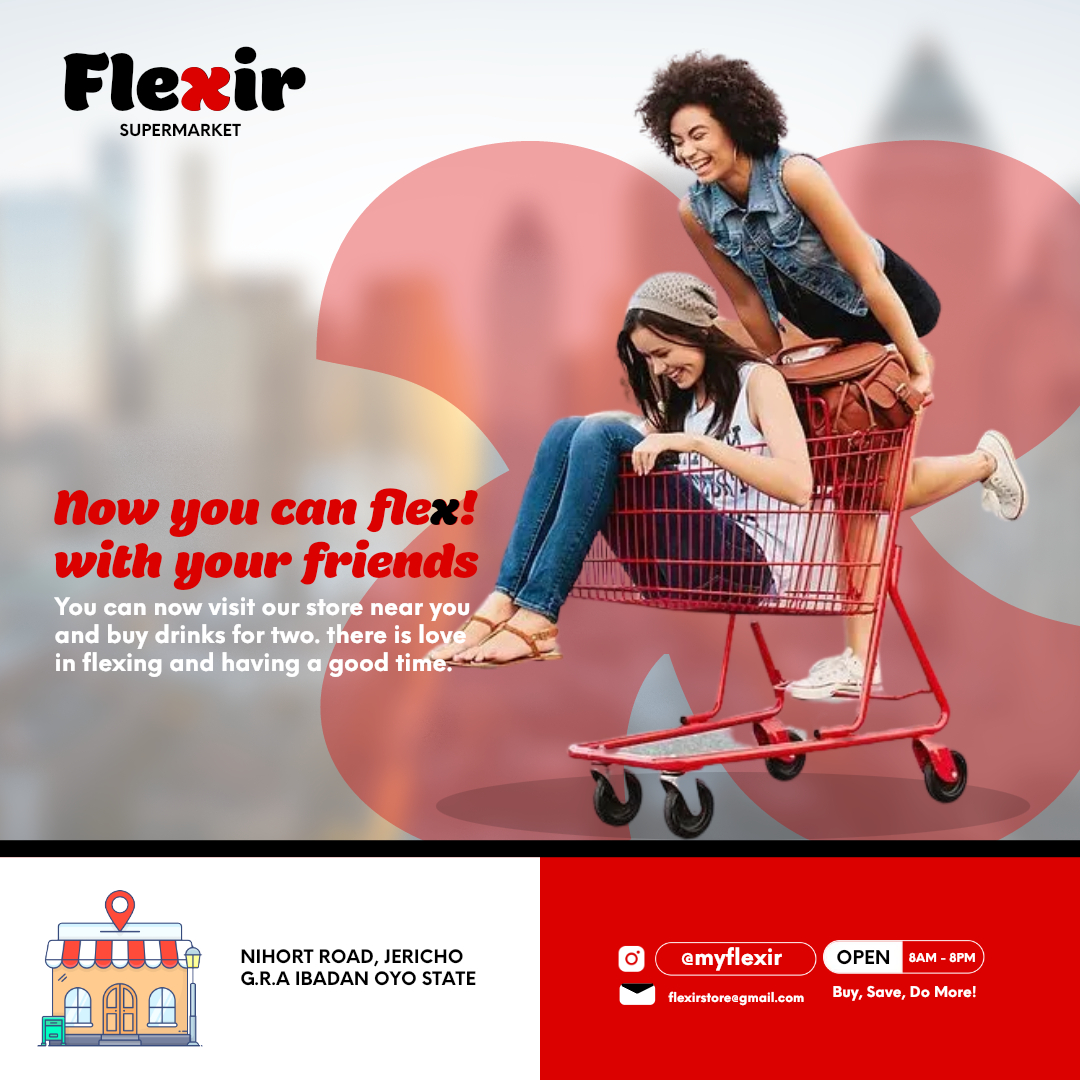 Flexir
SUPERMARKET
Now you can flex!
with your friends
You can now visit our store near you
and buy drinks for two. there is love
in flexing and having a good time.
NIHORT ROAD, JERICHO
G.R.A IBADAN OYO STATE
@myflexir
OPEN 8AM - 8PM
flexirstore@gmail.com
Buy, Save, Do More!